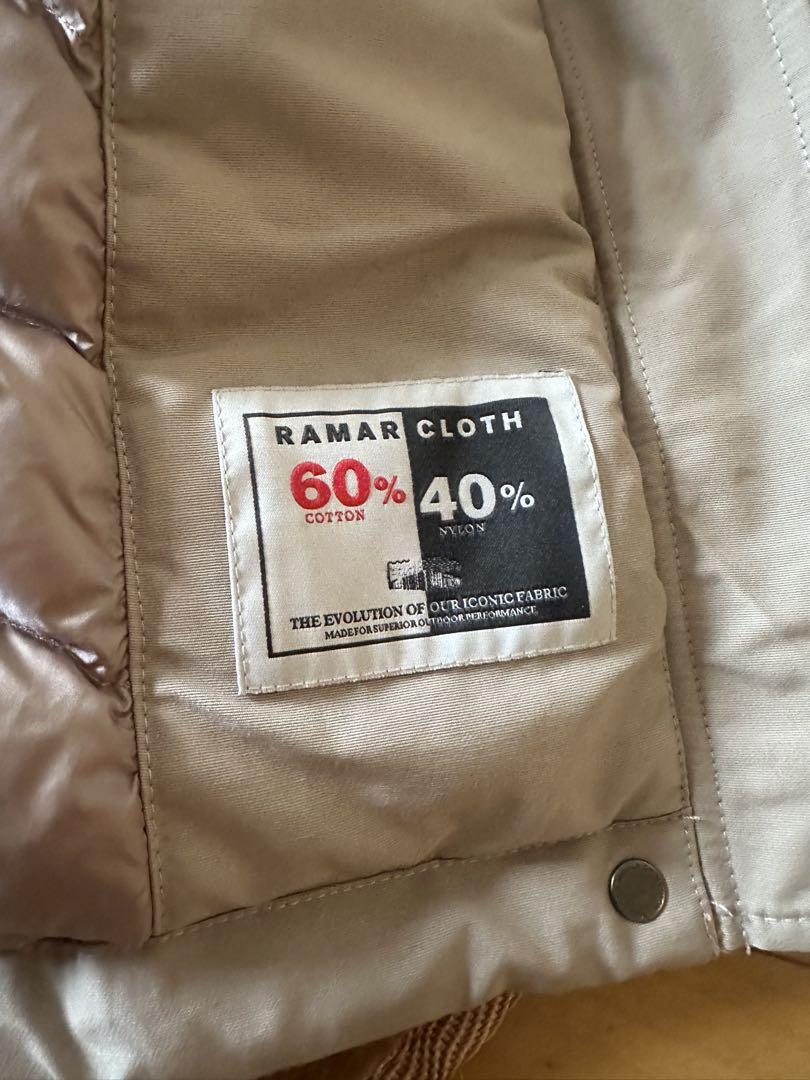 RAMAR CLOTH
60% 40%
COTTON NYLON
THE EVOLUTION OF OUR ICONIC FABRIC
MADE FOR SUPERIOR OUTDOOR PERFORMANCE